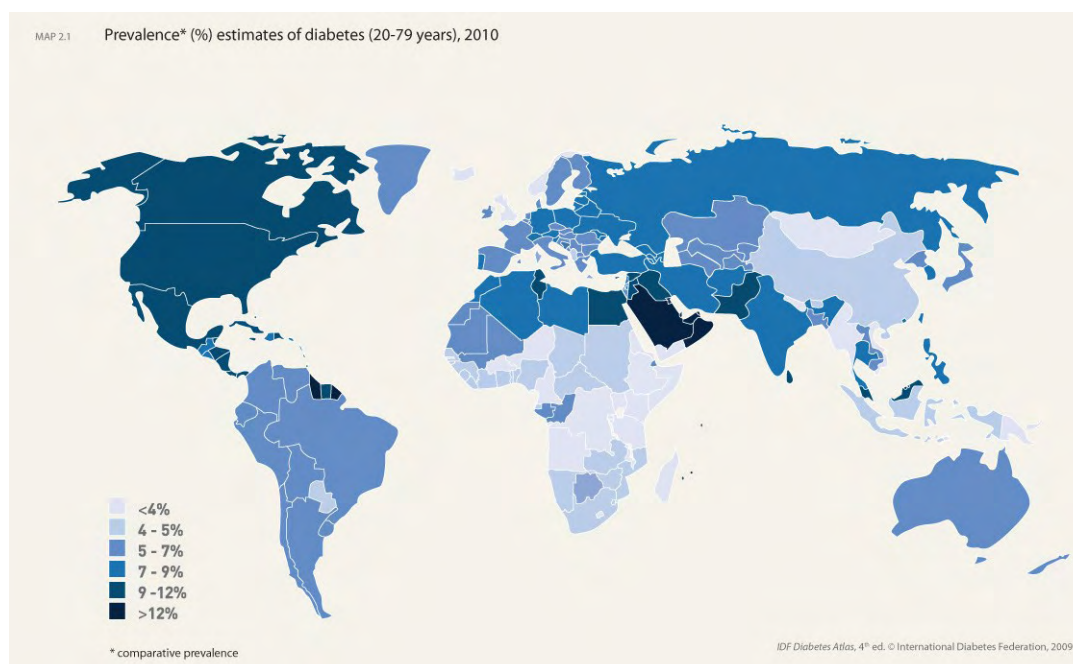 MAP 2.1 Prevalence* (%) estimates of diabetes (20-79 years), 2010
<4%
4 - 5%
5 - 7%
7 - 9%
9 -12%
>12%
* comparative prevalence
IDF Diabetes Atlas, 4th ed. © International Diabetes Federation, 2009